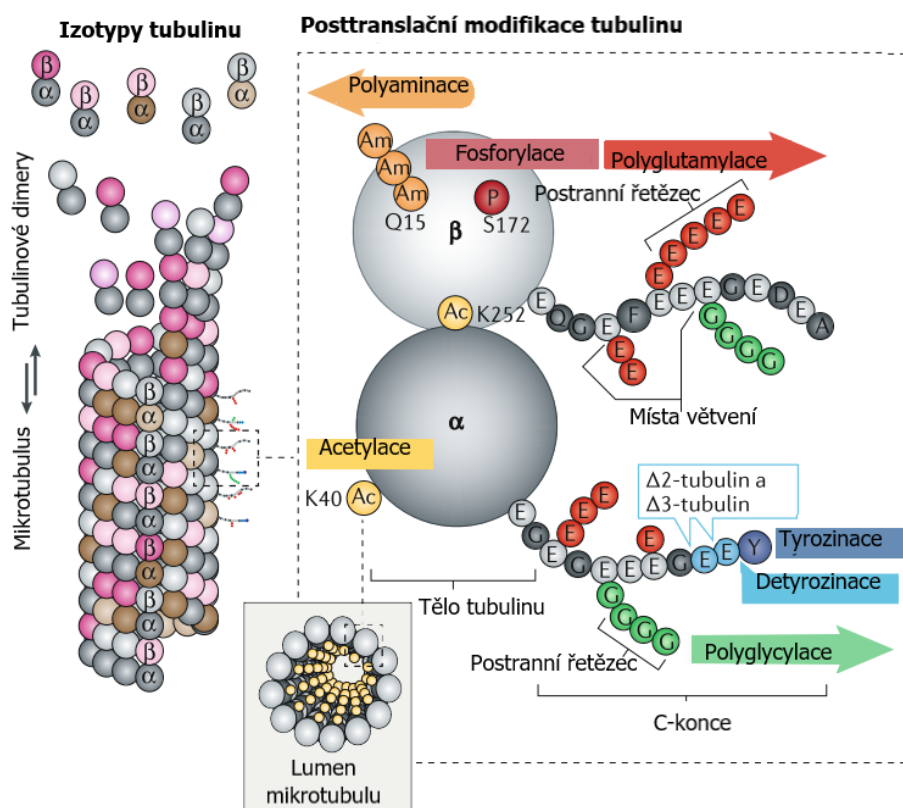 Izotypy tubulinu
Posttranslační modifikace tubulinu
β
α
β
α
β
α
β
α
β
α
Tubulinové dimery
Mikrotubulus
β
α
β
α
β
α
β
α
β
α
β
α
Polyaminace
Am
Am
Am
Q15
Fosforylace
Polyglutamylace
P
S172
β
Postranní řetězec
E
E
E
E
E
Ac
K252
E
Q
G
E
F
E
E
E
G
E
D
E
A
E
E
G
G
G
G
Místa větvení
α
Acetylace
K40
Ac
Δ2-tubulin a
Δ3-tubulin
E
G
E
G
E
E
E
G
E
E
Y
E
E
E
E
Tyrozinace
Detyrozinace
Tělo tubulinu
G
G
G
G
Postranní řetězec
Polyglycylace
C-konce
Lumen
mikrotubulu